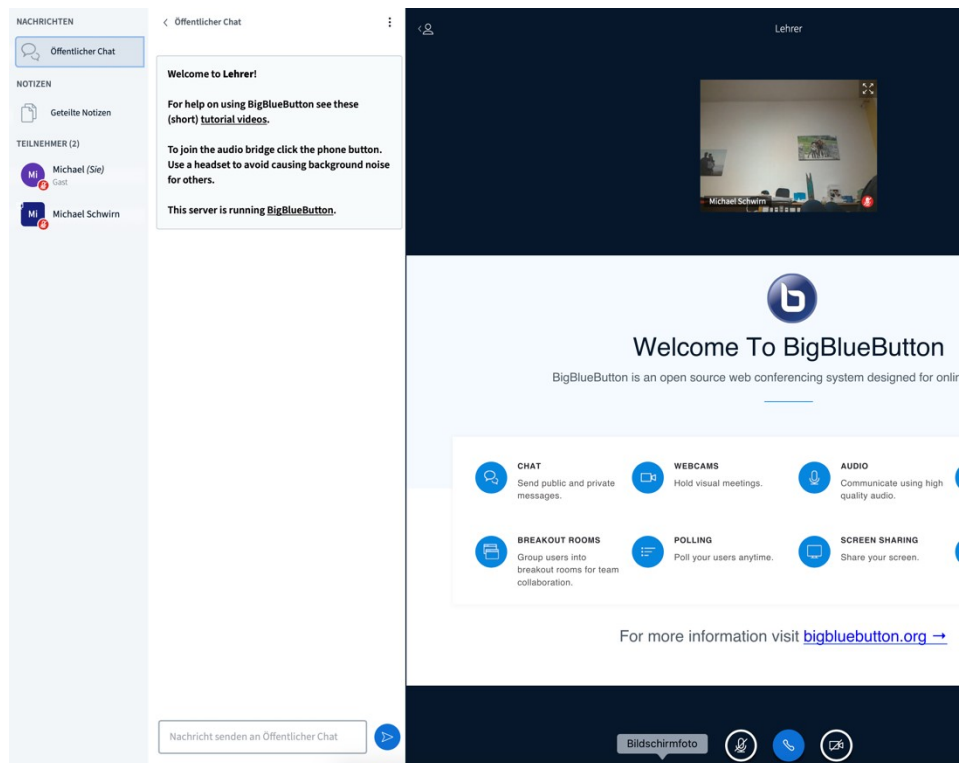 NACHRICHTEN
Öffentlicher Chat
NOTIZEN
Geteilte Notizen
TEILNEHMER (2)
Mi
Michael (Sie)
Gast
Mi
Michael Schwirn
Öffentlicher Chat
Welcome to Lehrer!
For help on using BigBlueButton see these
(short) tutorial videos.
To join the audio bridge click the phone button.
Use a headset to avoid causing background noise
for others.
This server is running BigBlueButton.
Nachricht senden an Öffentlicher Chat
Lehrer
Michael Schwirn
b
Welcome To BigBlueButton
BigBlueButton is an open source web conferencing system designed for onlin
CHAT
Send public and private
messages.
WEBCAMS
Hold visual meetings.
AUDIO
Communicate using high
quality audio.
BREAKOUT ROOMS
Group users into
breakout rooms for team
collaboration.
POLLING
Poll your users anytime.
SCREEN SHARING
Share your screen.
For more information visit bigbluebutton.org →
Bildschirmfoto